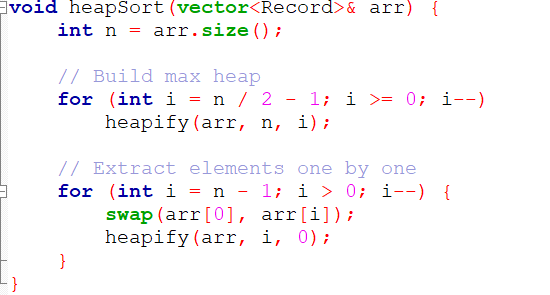 void heapSort(vector<Record>& arr) {
    int n = arr.size();

    // Build max heap
    for (int i = n / 2 - 1; i >= 0; i--)
        heapify(arr, n, i);

    // Extract elements one by one
    for (int i = n - 1; i > 0; i--) {
        swap(arr[0], arr[i]);
        heapify(arr, i, 0);
    }
}